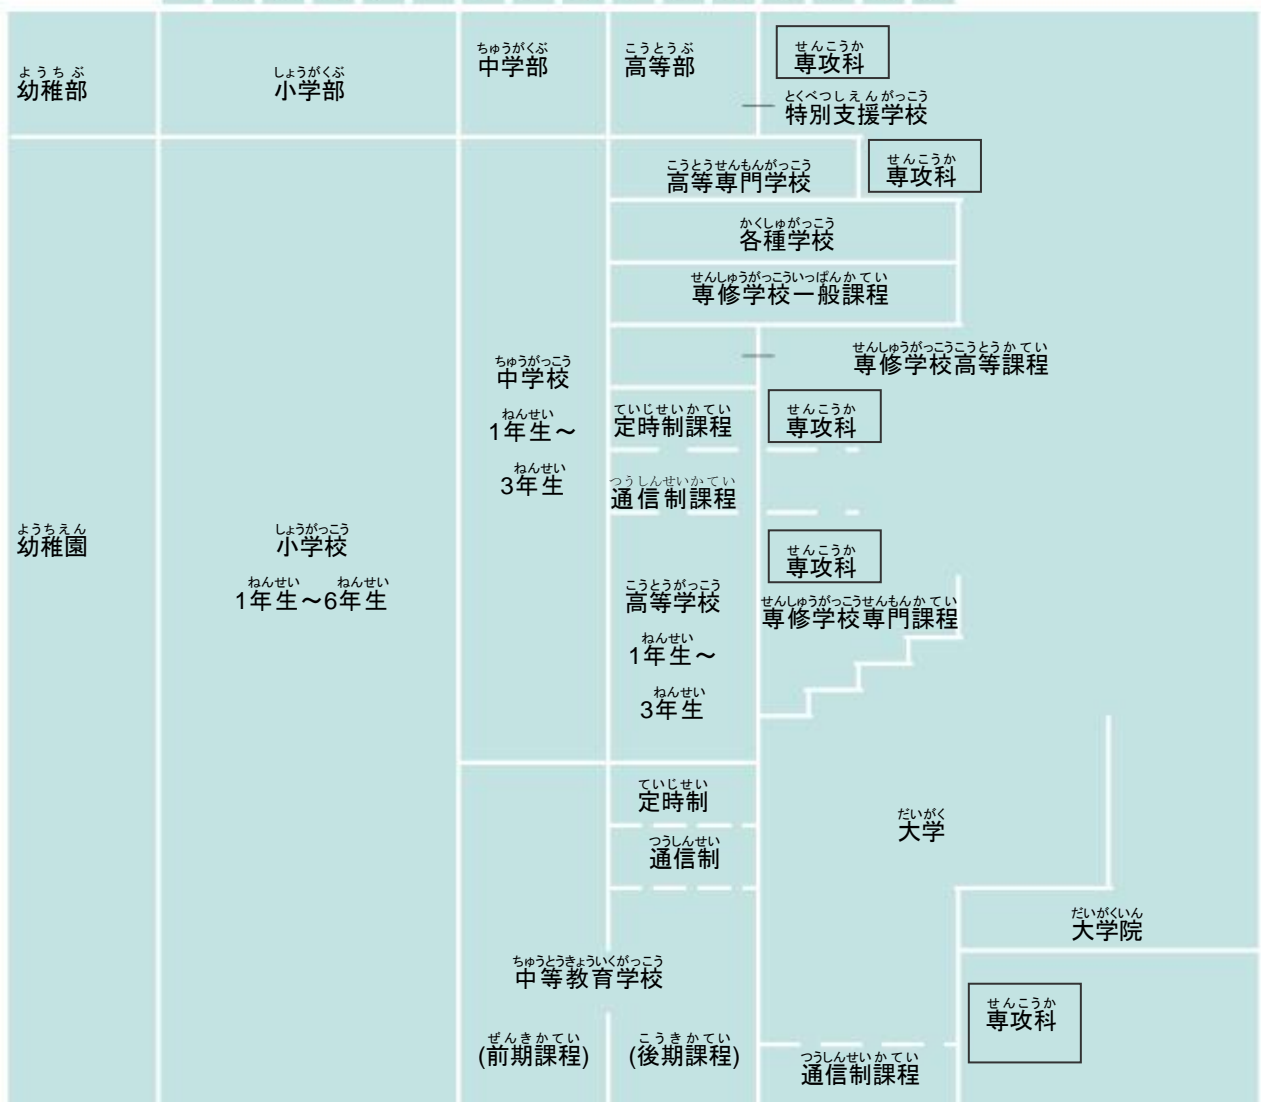 ようちぶ
幼稚部
しょうがくぶ
小学部
ちゅうがくぶ
中学部
こうとうぶ
高等部
せんこうか
専攻科
とくべつしえんがっこう
特別支援学校
こうとうせんもんがっこう
高等専門学校
せんこうか
専攻科
かくしゅがっこう
各種学校
せんしゅうがっこういっぱんかてい
専修学校一般課程
せんしゅうがっこうこうとうかてい
専修学校高等課程
ちゅうがっこう
中学校
ねんせい
1年生～
ねんせい
3年生
ていじせいかてい
定時制課程
せんこうか
専攻科
つうしんせいかてい
通信制課程
ようちえん
幼稚園
しょうがっこう
小学校
ねんせい ねんせい
1年生～6年生
せんこうか
専攻科
こうとうがっこう
高等学校
ねんせい
1年生～
ねんせい
3年生
せんしゅうがっこうせんもんかてい
専修学校専門課程
ていじせい
定時制
つうしんせい
通信制
だいがく
大学
だいがくいん
大学院
ちゅうとうきょういくがっこう
中等教育学校
ぜんきかてい
(前期課程)
こうきかてい
(後期課程)
せんこうか
専攻科
つうしんせいかてい
通信制課程